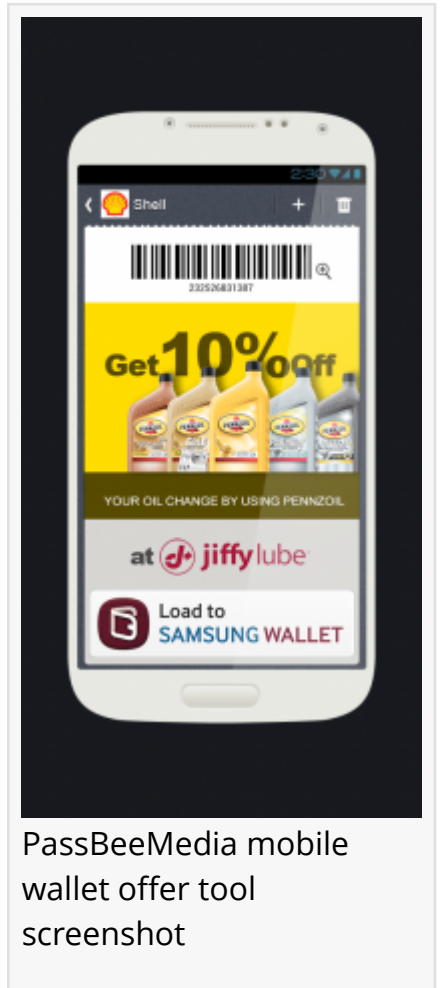 2:30
Shell
232526831387
Get 10% Off
YOUR OIL CHANGE BY USING PENNZOIL
at jiffy lube
Load to
SAMSUNG WALLET
PassBeeMedia mobile
wallet offer tool
screenshot